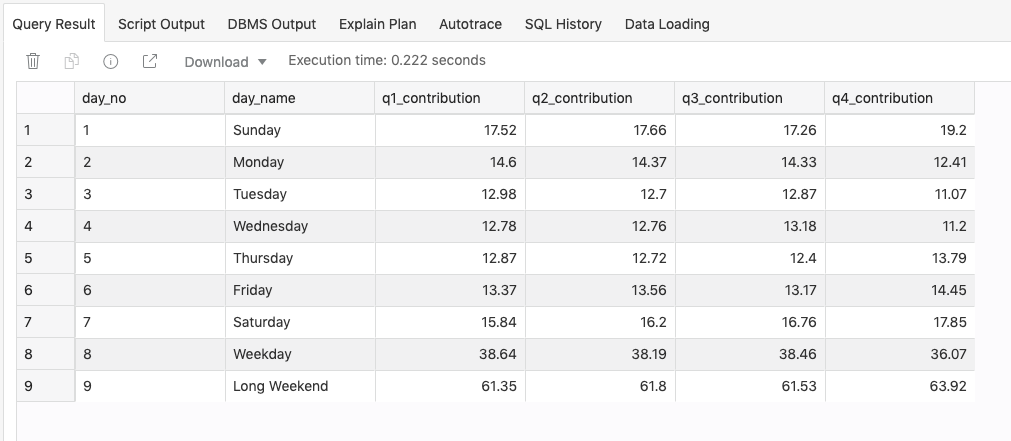 Query Result Script Output DBMS Output Explain Plan Autotrace SQL History Data Loading
Download Execution time: 0.222 seconds
day_no day_name q1_contribution q2_contribution q3_contribution q4_contribution
1 1 Sunday 17.52 17.66 17.26 19.2
2 2 Monday 14.6 14.37 14.33 12.41
3 3 Tuesday 12.98 12.7 12.87 11.07
4 4 Wednesday 12.78 12.76 13.18 11.2
5 5 Thursday 12.87 12.72 12.4 13.79
6 6 Friday 13.37 13.56 13.17 14.45
7 7 Saturday 15.84 16.2 16.76 17.85
8 8 Weekday 38.64 38.19 38.46 36.07
9 9 Long Weekend 61.35 61.8 61.53 63.92